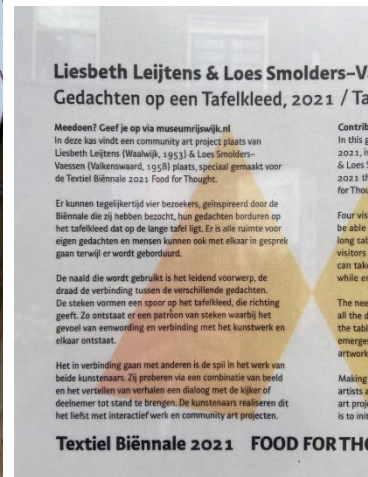 Liesbeth Leijtens & Loes Smolders-V
Gedachten op een Tafelkleed, 2021 / Ta
Meedoen? Geef je op via museumrijswijk.nl
In deze kas vindt een community art project plaats van
Liesbeth Leijtens (Waalwijk, 1953) & Loes Smolders-
Vaessen (Valkenswaard, 1958) plaats, speciaal gemaakt voor
de Textiel Biënnale 2021 Food for Thought.
Er kunnen tegelijkertijd vier bezoekers, geïnspireerd door de
Biënnale die zij hebben bezocht, hun gedachten borduren op
het tafelkleed dat op de lange tafel ligt. Er is alle ruimte voor
eigen gedachten en mensen kunnen ook met elkaar in gesprek
gaan terwijl er wordt geborduurd.
De naald die wordt gebruikt is het leidend voorwerp, de
draad de verbinding tussen de verschillende gedachten.
De steken vormen een spoor op het tafelkleed, die richting
geeft. Zo ontstaat er een patroon van steken waarbij het
gevoel van eenwording en verbinding met het kunstwerk en
elkaar ontstaat.
Het in verbinding gaan met anderen is de spil in het werk van
beide kunstenaars. Zij proberen via een combinatie van beeld
en het vertellen van verhalen een dialoog met de kijker of
deelnemer tot stand te brengen. De kunstenaars realiseren dit
het liefst met interactief werk en community art projecten.
Contrib
In this g
2021, is
& Loes S
2021 th
for Thou
Four vis
be able
long tab
visitors
can take
while e
The nee
all the d
the tabl
emerge
artwork
Making
artists a
art proj
is to init
Textiel Biënnale 2021 FOOD FOR THO